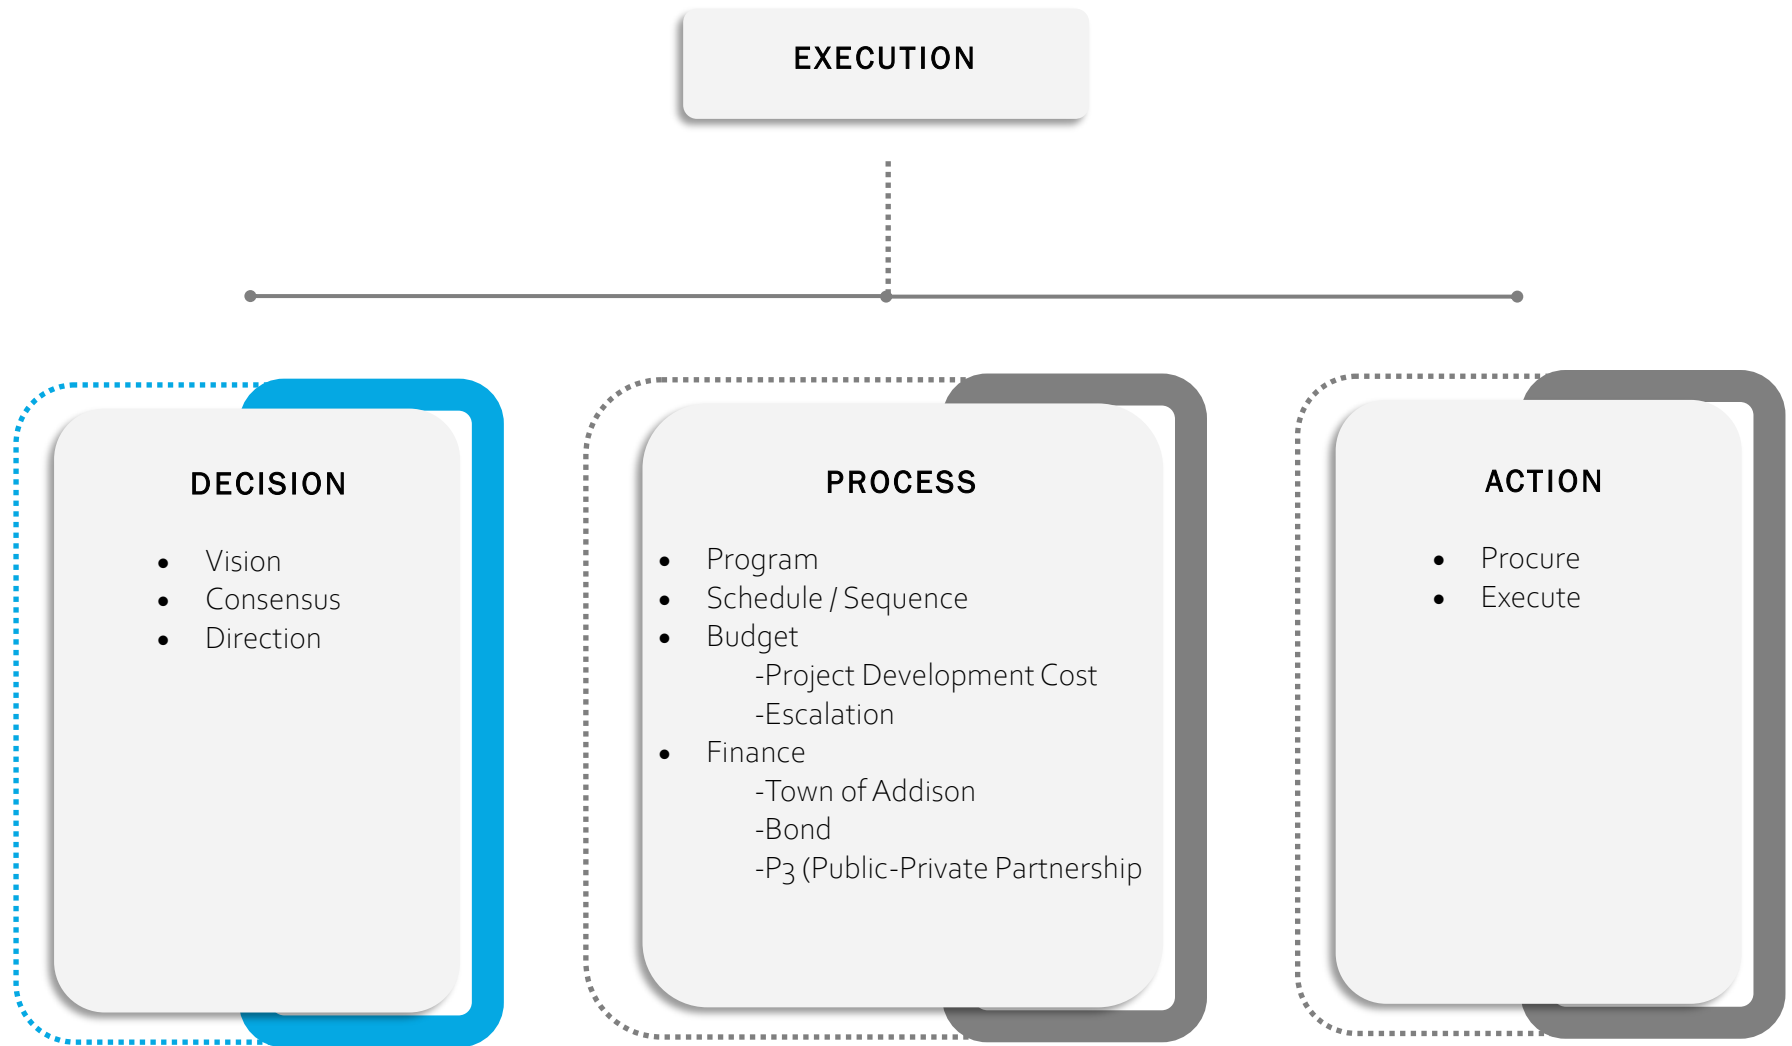 EXECUTION
DECISION
• Vision
• Consensus
• Direction
PROCESS
• Program
• Schedule / Sequence
• Budget
-Project Development Cost
-Escalation
• Finance
-Town of Addison
-Bond
-P3 (Public-Private Partnership
ACTION
• Procure
• Execute